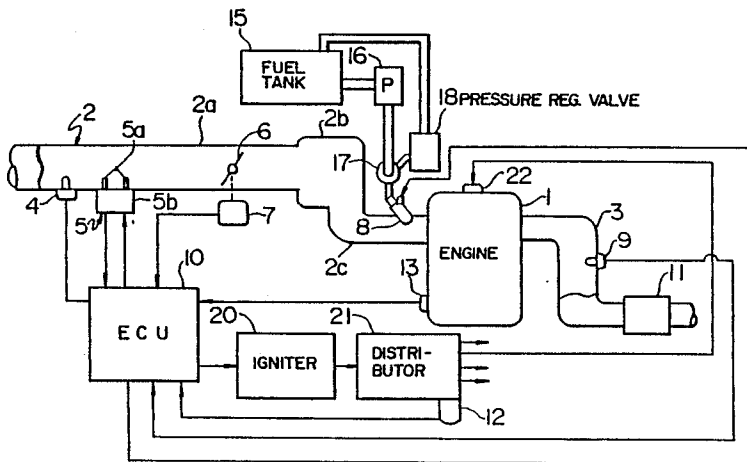 15
FUEL
TANK
16
P
18 PRESSURE REG. VALVE
2
5a
2a
6
2b
17
22
1
3
4
5b
5
7
8
9
2c
ENGINE
13
11
10
ECU
20
IGNITER
21
DISTRI-
BUTOR
12